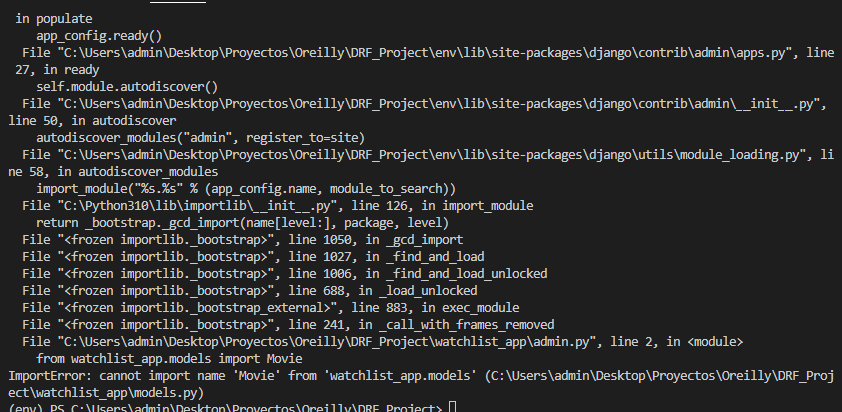 in populate
    app_config.ready()
  File "C:\Users\admin\Desktop\Proyectos\Oreilly\DRF_Project\env\lib\site-packages\django\contrib\admin\apps.py", line
 27, in ready
    self.module.autodiscover()
  File "C:\Users\admin\Desktop\Proyectos\Oreilly\DRF_Project\env\lib\site-packages\django\contrib\admin\__init__.py",
line 50, in autodiscover
    autodiscover_modules("admin", register_to=site)
  File "C:\Users\admin\Desktop\Proyectos\Oreilly\DRF_Project\env\lib\site-packages\django\utils\module_loading.py", li
ne 58, in autodiscover_modules
    import_module("%s.%s" % (app_config.name, module_to_search))
  File "C:\Python310\lib\importlib\__init__.py", line 126, in import_module
    return _bootstrap._gcd_import(name[level:], package, level)
  File "<frozen importlib._bootstrap>", line 1050, in _gcd_import
  File "<frozen importlib._bootstrap>", line 1027, in _find_and_load
  File "<frozen importlib._bootstrap>", line 1006, in _find_and_load_unlocked
  File "<frozen importlib._bootstrap>", line 688, in _load_unlocked
  File "<frozen importlib._bootstrap_external>", line 883, in exec_module
  File "<frozen importlib._bootstrap>", line 241, in _call_with_frames_removed
  File "C:\Users\admin\Desktop\Proyectos\Oreilly\DRF_Project\watchlist_app\admin.py", line 2, in <module>
    from watchlist_app.models import Movie
ImportError: cannot import name 'Movie' from 'watchlist_app.models' (C:\Users\admin\Desktop\Proyectos\Oreilly\DRF_Proj
ect\watchlist_app\models.py)
(env) PS C:\Users\admin\Desktop\Proyectos\Oreilly\DRF_Project>